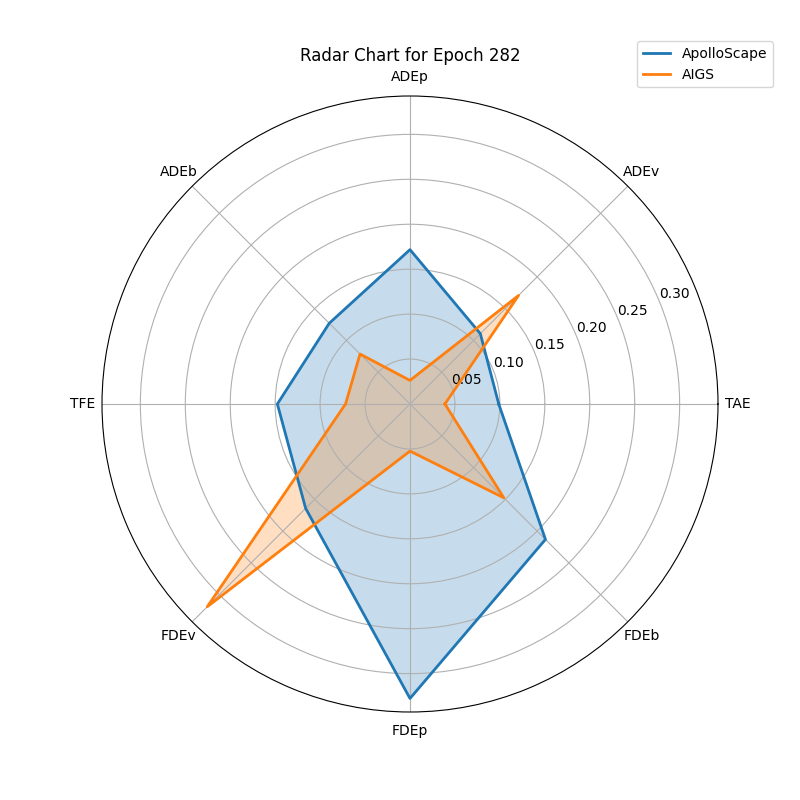 Radar Chart for Epoch 282
ApolloScape
AIGS
ADEp
ADEb
ADEv
TFE
TAE
FDEv
FDEb
FDEp
0.05
0.10
0.15
0.20
0.25
0.30